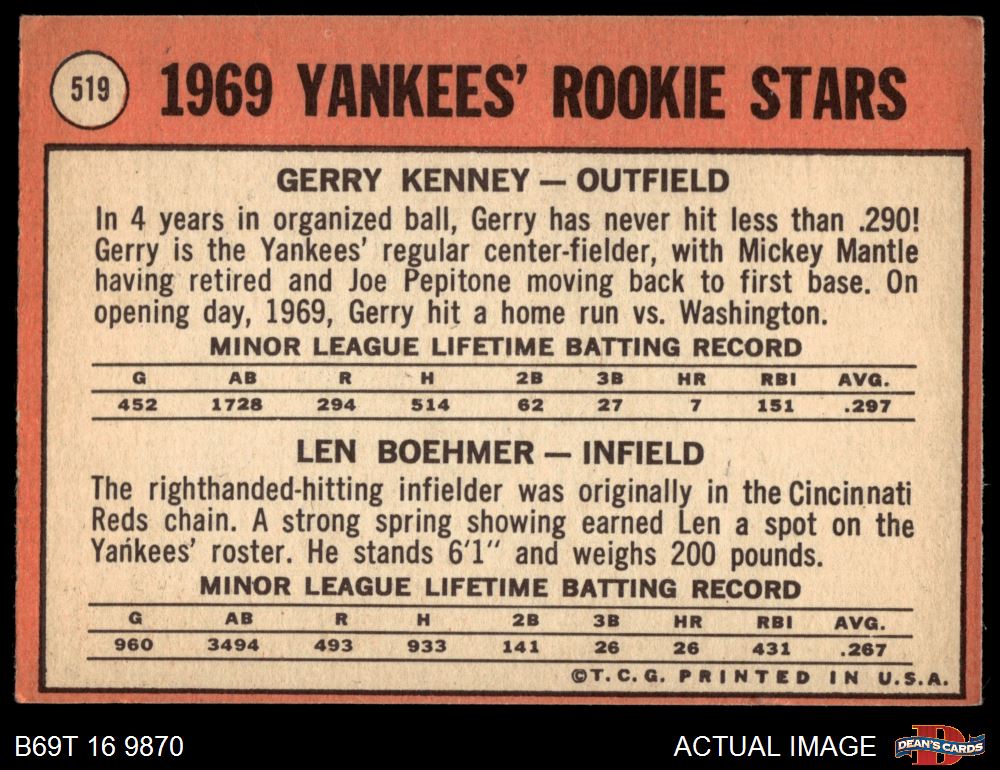 519
1969 YANKEES' ROOKIE STARS
GERRY KENNEY — OUTFIELD
In 4 years in organized ball, Gerry has never hit less than .290!
Gerry is the Yankees' regular center-fielder, with Mickey Mantle
having retired and Joe Pepitone moving back to first base. On
opening day, 1969, Gerry hit a home run vs. Washington.
MINOR LEAGUE LIFETIME BATTING RECORD
G AB R H 2B 3B HR RBI AVG.
452 1728 294 514 62 27 7 151 .297
LEN BOEHMER — INFIELD
The righthanded-hitting infielder was originally in the Cincinnati
Reds chain. A strong spring showing earned Len a spot on the
Yankees' roster. He stands 6'1" and weighs 200 pounds.
MINOR LEAGUE LIFETIME BATTING RECORD
G AB R H 2B 3B HR RBI AVG.
960 3494 493 933 141 26 26 431 .267
©T.C.G. PRINTED IN U.S.A.
B69T 16 9870
ACTUAL IMAGE
DEAN'S CARDS